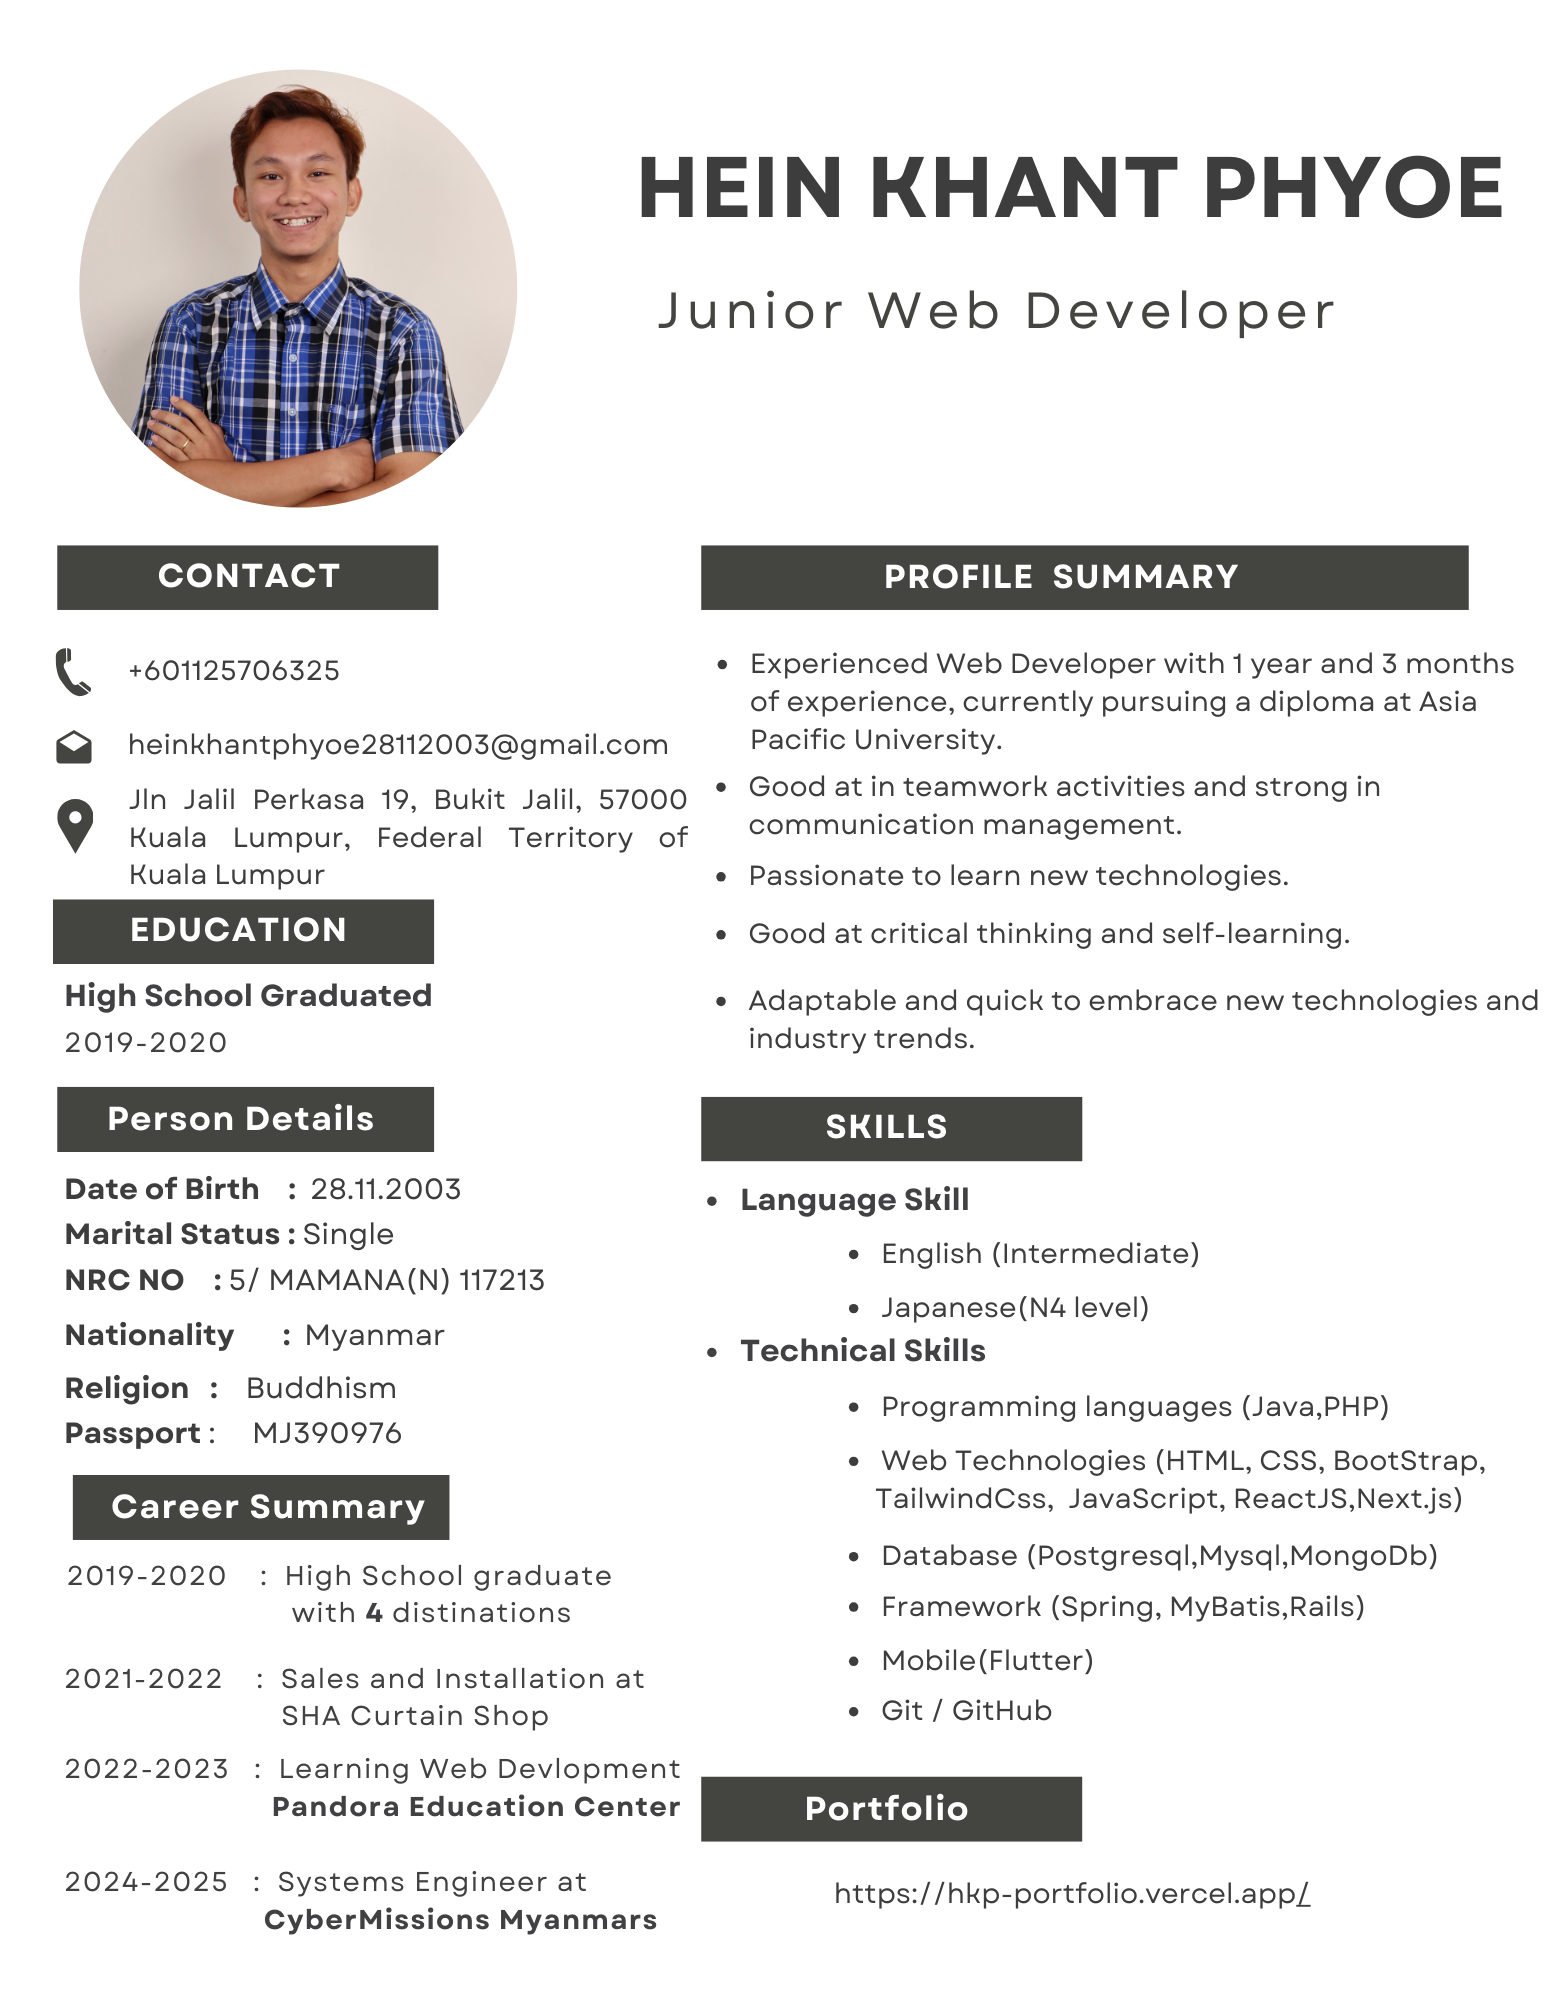 HEIN KHANT PHYOE
Junior Web Developer
CONTACT
+601125706325
heinkhantphyoe28112003@gmail.com
Jln Jalil Perkasa 19, Bukit Jalil, 57000
Kuala Lumpur, Federal Territory of
Kuala Lumpur
EDUCATION
High School Graduated
2019-2020
Person Details
Date of Birth : 28.11.2003
Marital Status : Single
NRC NO : 5/ MAMANA(N) 117213
Nationality : Myanmar
Religion : Buddhism
Passport : MJ390976
Career Summary
2019-2020 : High School graduate
with 4 distinations
2021-2022 : Sales and Installation at
SHA Curtain Shop
2022-2023 : Learning Web Devlopment
Pandora Education Center
2024-2025 : Systems Engineer at
CyberMissions Myanmars
PROFILE SUMMARY
• Experienced Web Developer with 1 year and 3 months
of experience, currently pursuing a diploma at Asia
Pacific University.
• Good at in teamwork activities and strong in
communication management.
• Passionate to learn new technologies.
• Good at critical thinking and self-learning.
• Adaptable and quick to embrace new technologies and
industry trends.
SKILLS
• Language Skill
• English (Intermediate)
• Japanese(N4 level)
• Technical Skills
• Programming languages (Java,PHP)
• Web Technologies (HTML, CSS, BootStrap,
TailwindCss, JavaScript, ReactJS,Next.js)
• Database (Postgresql,Mysql,MongoDb)
• Framework (Spring, MyBatis,Rails)
• Mobile(Flutter)
• Git / GitHub
Portfolio
https://hkp-portfolio.vercel.app/